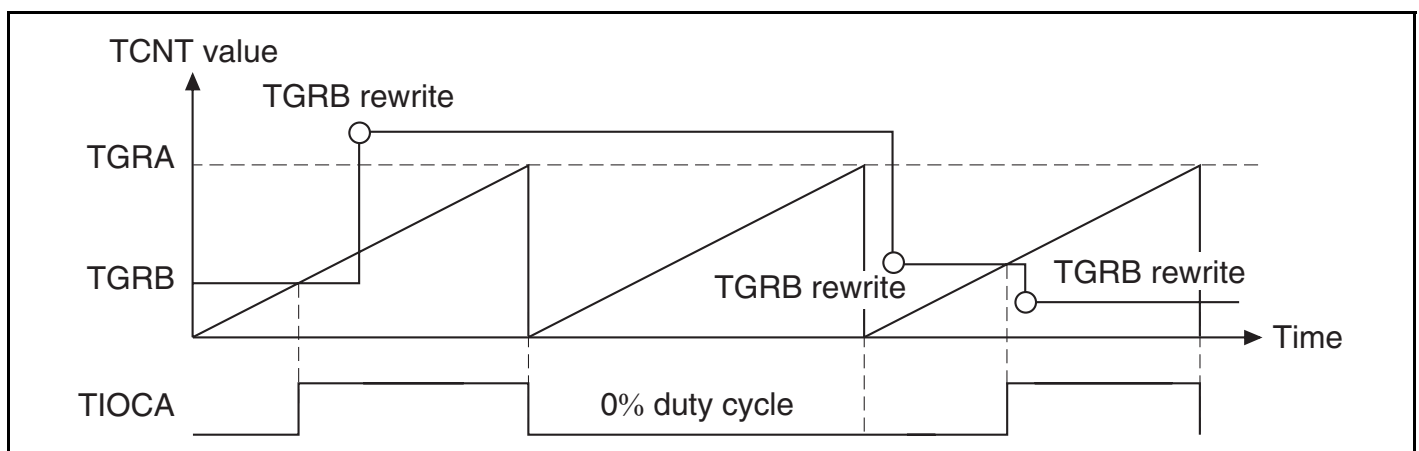 TCNT value
TGRB rewrite
TGRA
TGRB
TGRB rewrite
TGRB rewrite
Time
TIOCA
0% duty cycle